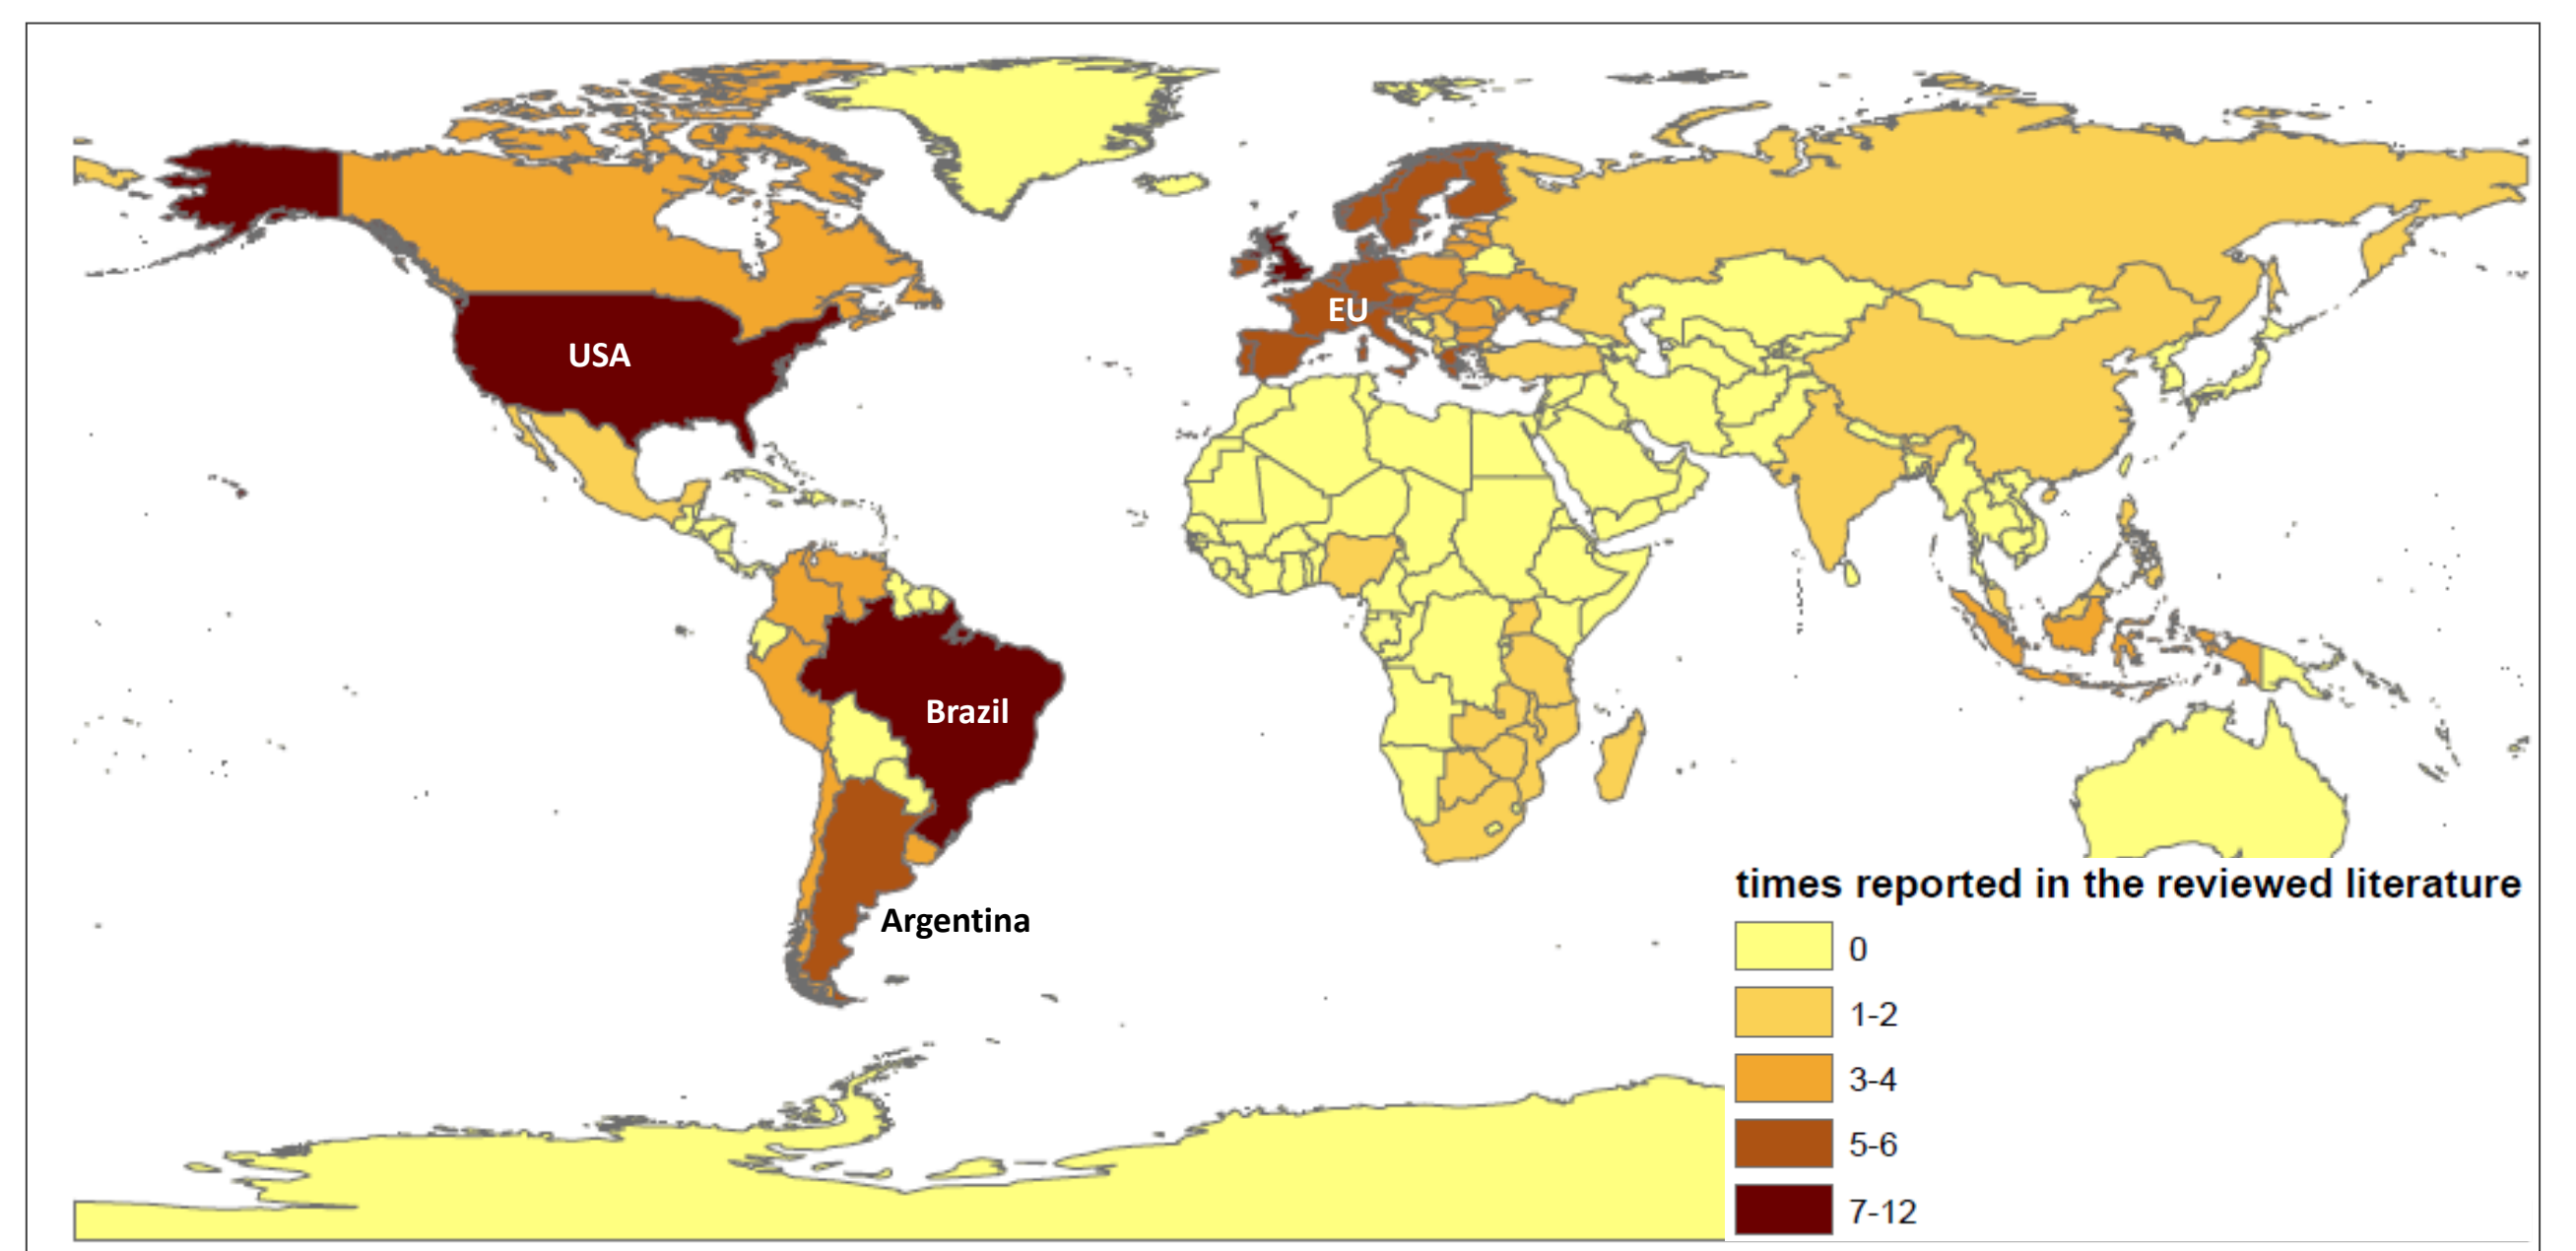 EU
USA
Brazil
Argentina
times reported in the reviewed literature
0
1-2
3-4
5-6
7-12